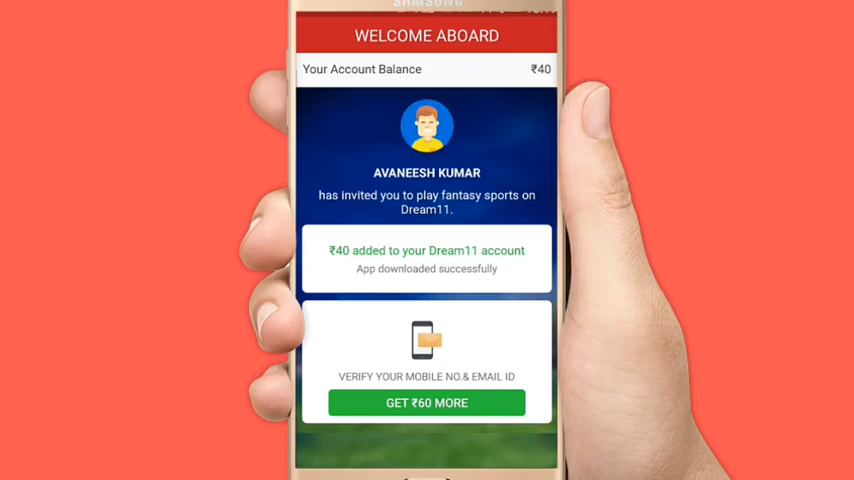 SAMSUNG
WELCOME ABOARD
Your Account Balance ₹40
AVANEESH KUMAR
has invited you to play fantasy sports on
Dream11.
₹40 added to your Dream11 account
App downloaded successfully
VERIFY YOUR MOBILE NO.& EMAIL ID
GET ₹60 MORE